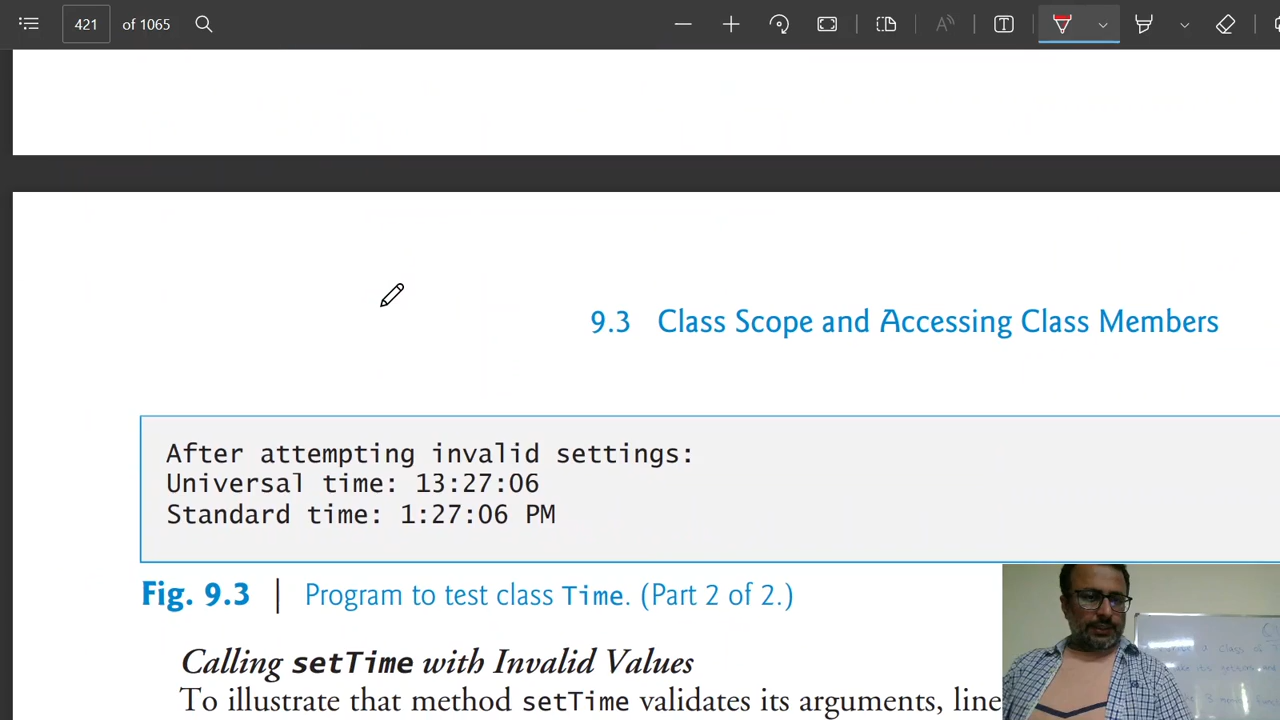 421 of 1065
9.3 Class Scope and Accessing Class Members
After attempting invalid settings:
Universal time: 13:27:06
Standard time: 1:27:06 PM
Fig. 9.3 | Program to test class Time. (Part 2 of 2.)
Calling setTime with Invalid Values
To illustrate that method setTime validates its arguments, line